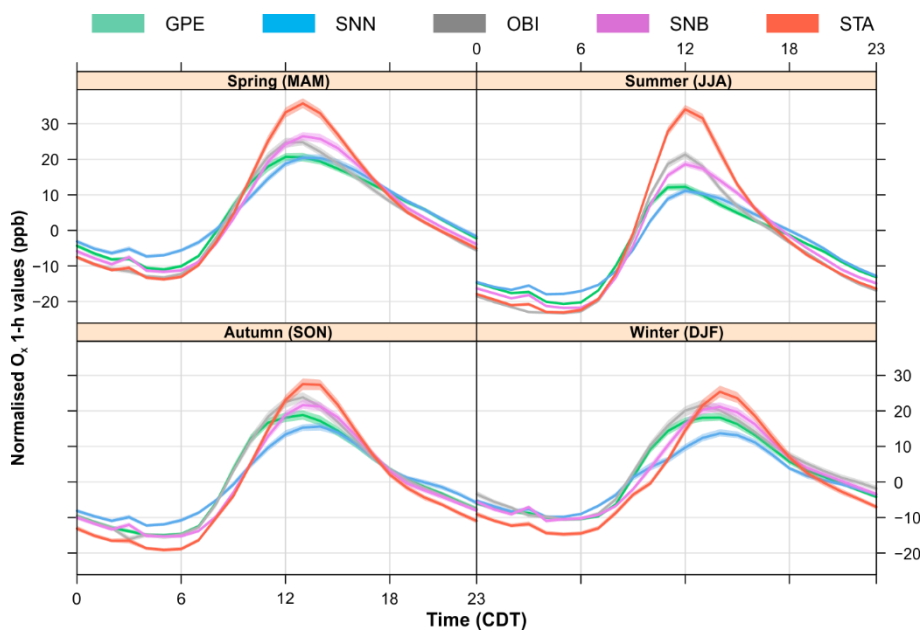 GPE SNN OBI SNB STA
0 6 12 18 23
Spring (MAM) Summer (JJA)
30
20
10
0
−10
−20
Autumn (SON) Winter (DJF)
30
20
10
0
−10
−20
0 6 12 18 23
Time (CDT)
Normalised Oₓ 1-h values (ppb)